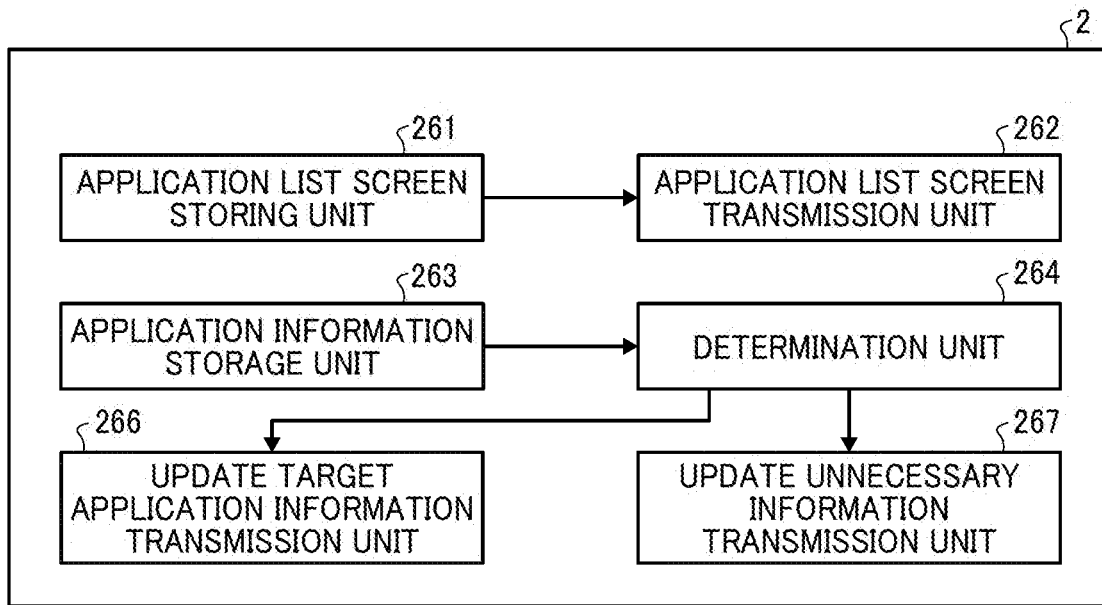 2
261
APPLICATION LIST SCREEN
STORING UNIT
262
APPLICATION LIST SCREEN
TRANSMISSION UNIT
263
APPLICATION INFORMATION
STORAGE UNIT
264
DETERMINATION UNIT
266
UPDATE TARGET
APPLICATION INFORMATION
TRANSMISSION UNIT
267
UPDATE UNNECESSARY
INFORMATION
TRANSMISSION UNIT